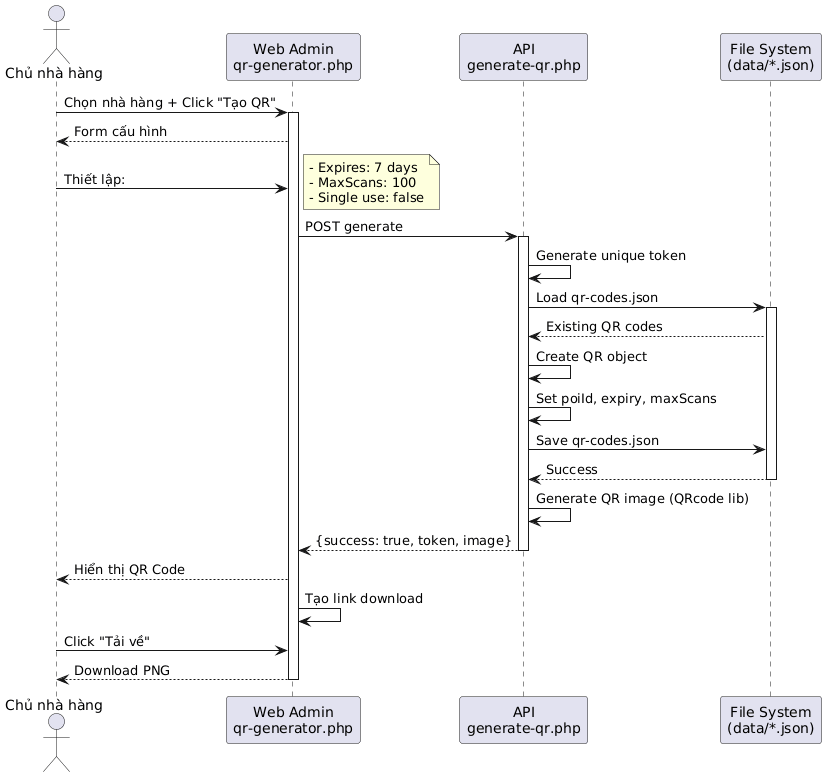 Chủ nhà hàng
Web Admin
qr-generator.php
API
generate-qr.php
File System
(data/*.json)
Chọn nhà hàng + Click "Tạo QR"
Form cấu hình
Thiết lập:
- Expires: 7 days
- MaxScans: 100
- Single use: false
POST generate
Generate unique token
Load qr-codes.json
Existing QR codes
Create QR object
Set poiId, expiry, maxScans
Save qr-codes.json
Success
Generate QR image (QRcode lib)
{success: true, token, image}
Hiển thị QR Code
Tạo link download
Click "Tải về"
Download PNG
Chủ nhà hàng
Web Admin
qr-generator.php
API
generate-qr.php
File System
(data/*.json)